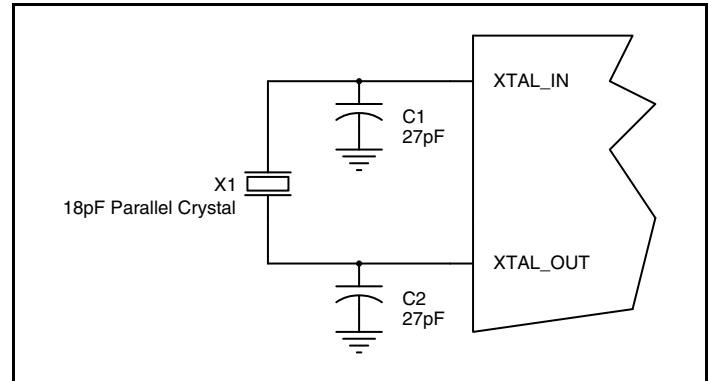 XTAL_IN
C1
27pF
X1
18pF Parallel Crystal
XTAL_OUT
C2
27pF